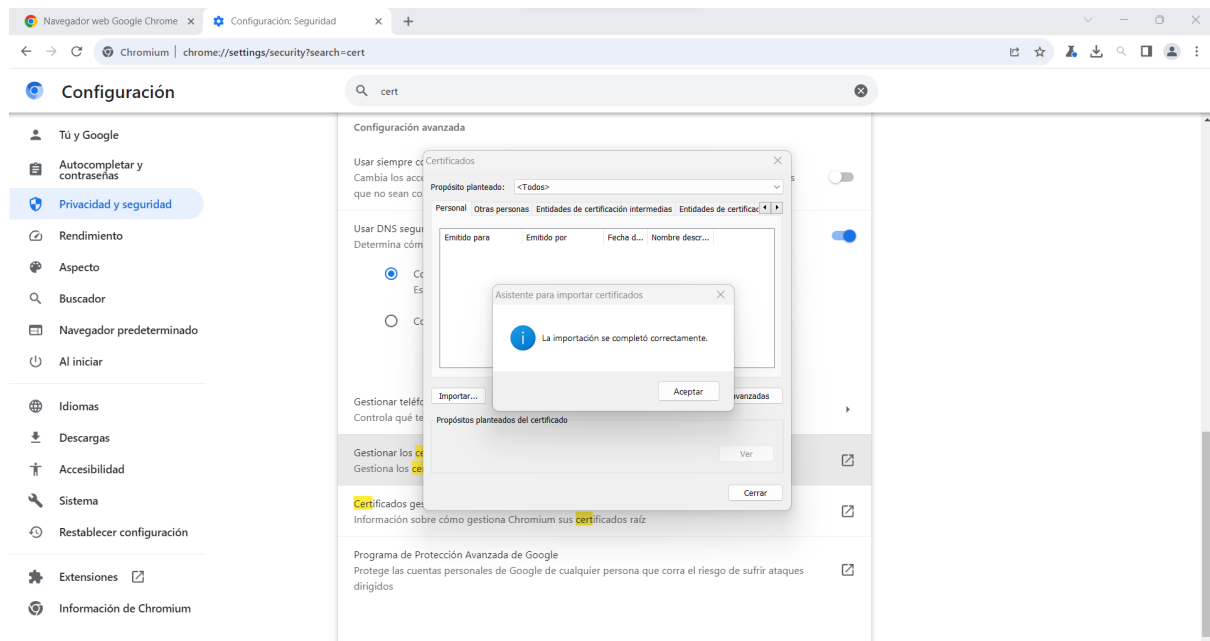 Navegador web Google Chrome
Configuración: Seguridad
Chromium | chrome://settings/security?search=cert
Configuración
cert
Tú y Google
Autocompletar y
contraseñas
Privacidad y seguridad
Rendimiento
Aspecto
Buscador
Navegador predeterminado
Al iniciar
Idiomas
Descargas
Accesibilidad
Sistema
Restablecer configuración
Extensiones
Información de Chromium
Configuración avanzada
Usar siempre co
Cambia los acce
s
que no sean co
Usar DNS segu
Determina cóm
Co
Es
Co
Gestionar teléfo
Controla qué te
Gestionar los ce
Gestiona los ce
Certificados ges
Información sobre cómo gestiona Chromium sus certificados raíz
Programa de Protección Avanzada de Google
Protege las cuentas personales de Google de cualquier persona que corra el riesgo de sufrir ataques
dirigidos
Certificados
Propósito planteado: <Todos>
Personal Otras personas Entidades de certificación intermedias Entidades de certificac
Emitido para Emitido por Fecha d... Nombre descr...
Importar...
avanzadas
Propósitos planteados del certificado
Ver
Cerrar
Asistente para importar certificados
La importación se completó correctamente.
Aceptar